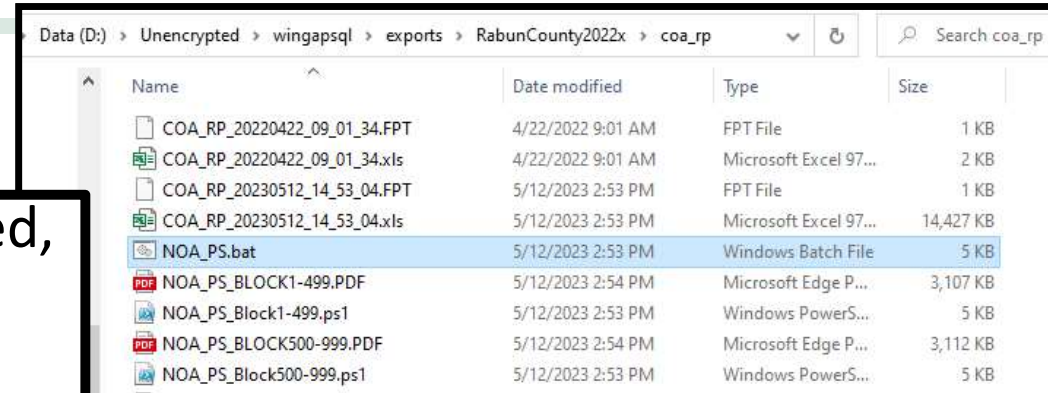 Data (D:) > Unencrypted > wingapsql > exports > RabunCounty2022x > coa_rp Search coa_rp
Name Date modified Type Size
COA_RP_20220422_09_01_34.FPT 4/22/2022 9:01 AM FPT File 1 KB
COA_RP_20220422_09_01_34.xls 4/22/2022 9:01 AM Microsoft Excel 97... 2 KB
COA_RP_20230512_14_53_04.FPT 5/12/2023 2:53 PM FPT File 1 KB
COA_RP_20230512_14_53_04.xls 5/12/2023 2:53 PM Microsoft Excel 97... 14,427 KB
ed,
NOA_PS.bat 5/12/2023 2:53 PM Windows Batch File 5 KB
PDF NOA_PS_BLOCK1-499.PDF 5/12/2023 2:54 PM Microsoft Edge P... 3,107 KB
NOA_PS_Block1-499.ps1 5/12/2023 2:53 PM Windows PowerS... 5 KB
PDF NOA_PS_BLOCK500-999.PDF 5/12/2023 2:54 PM Microsoft Edge P... 3,112 KB
NOA_PS_Block500-999.ps1 5/12/2023 2:53 PM Windows PowerS... 5 KB